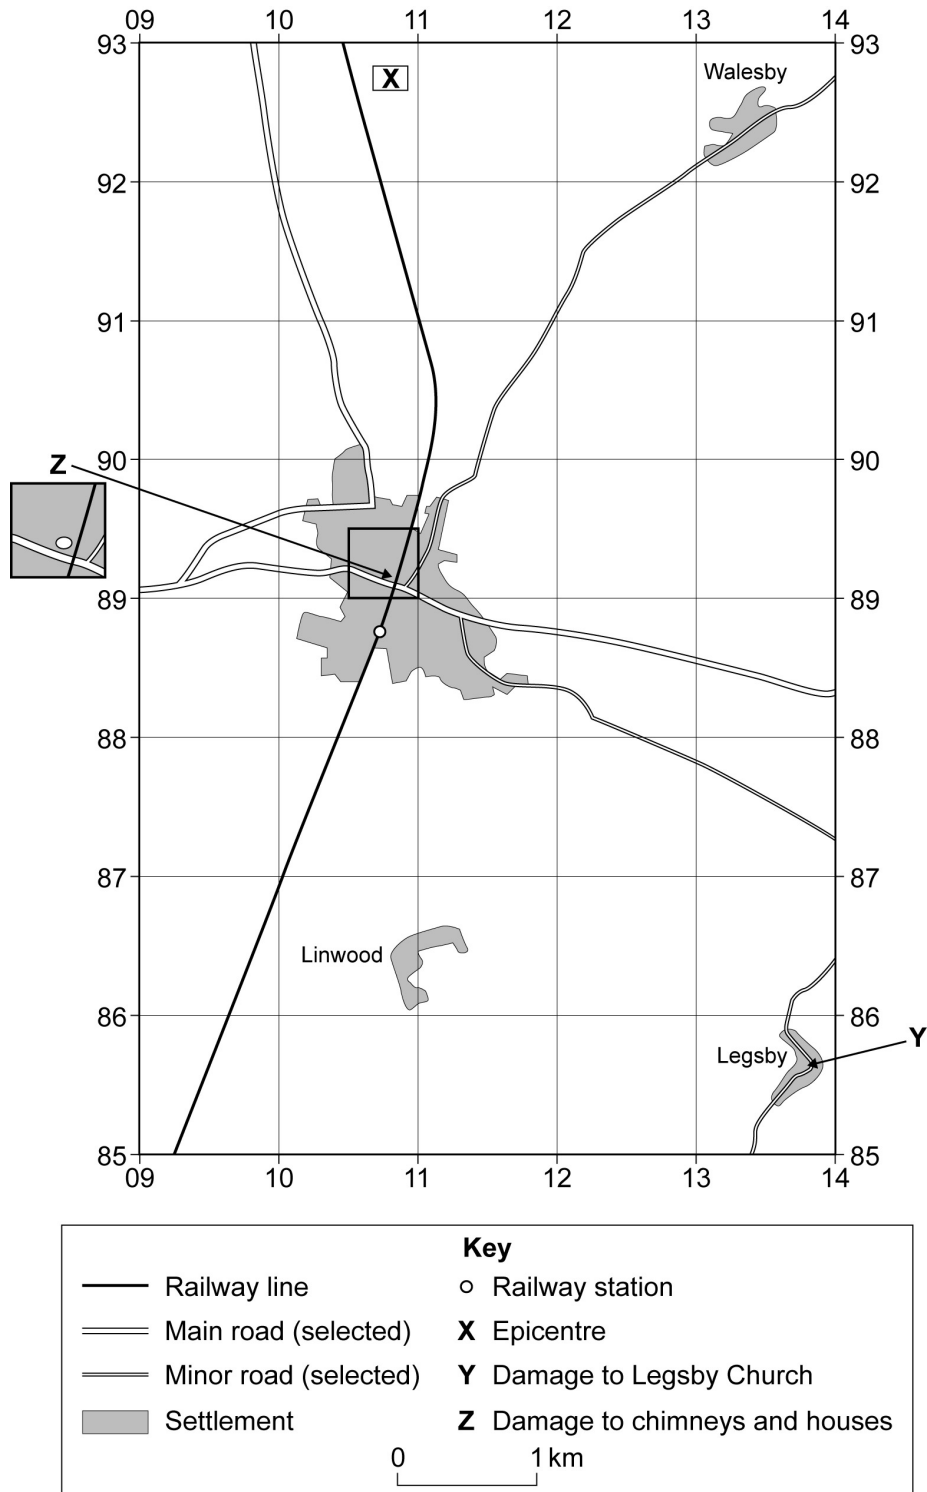 09 10 11 12 13 14
93 93
X
Walesby
92 92
91 91
90 90
Z
89 89
88 88
87 87
Linwood
86 86
Y
Legsby
85 85
09 10 11 12 13 14
Key
Railway line
Railway station
Main road (selected)
X Epicentre
Minor road (selected)
Y Damage to Legsby Church
Settlement
Z Damage to chimneys and houses
0 1 km